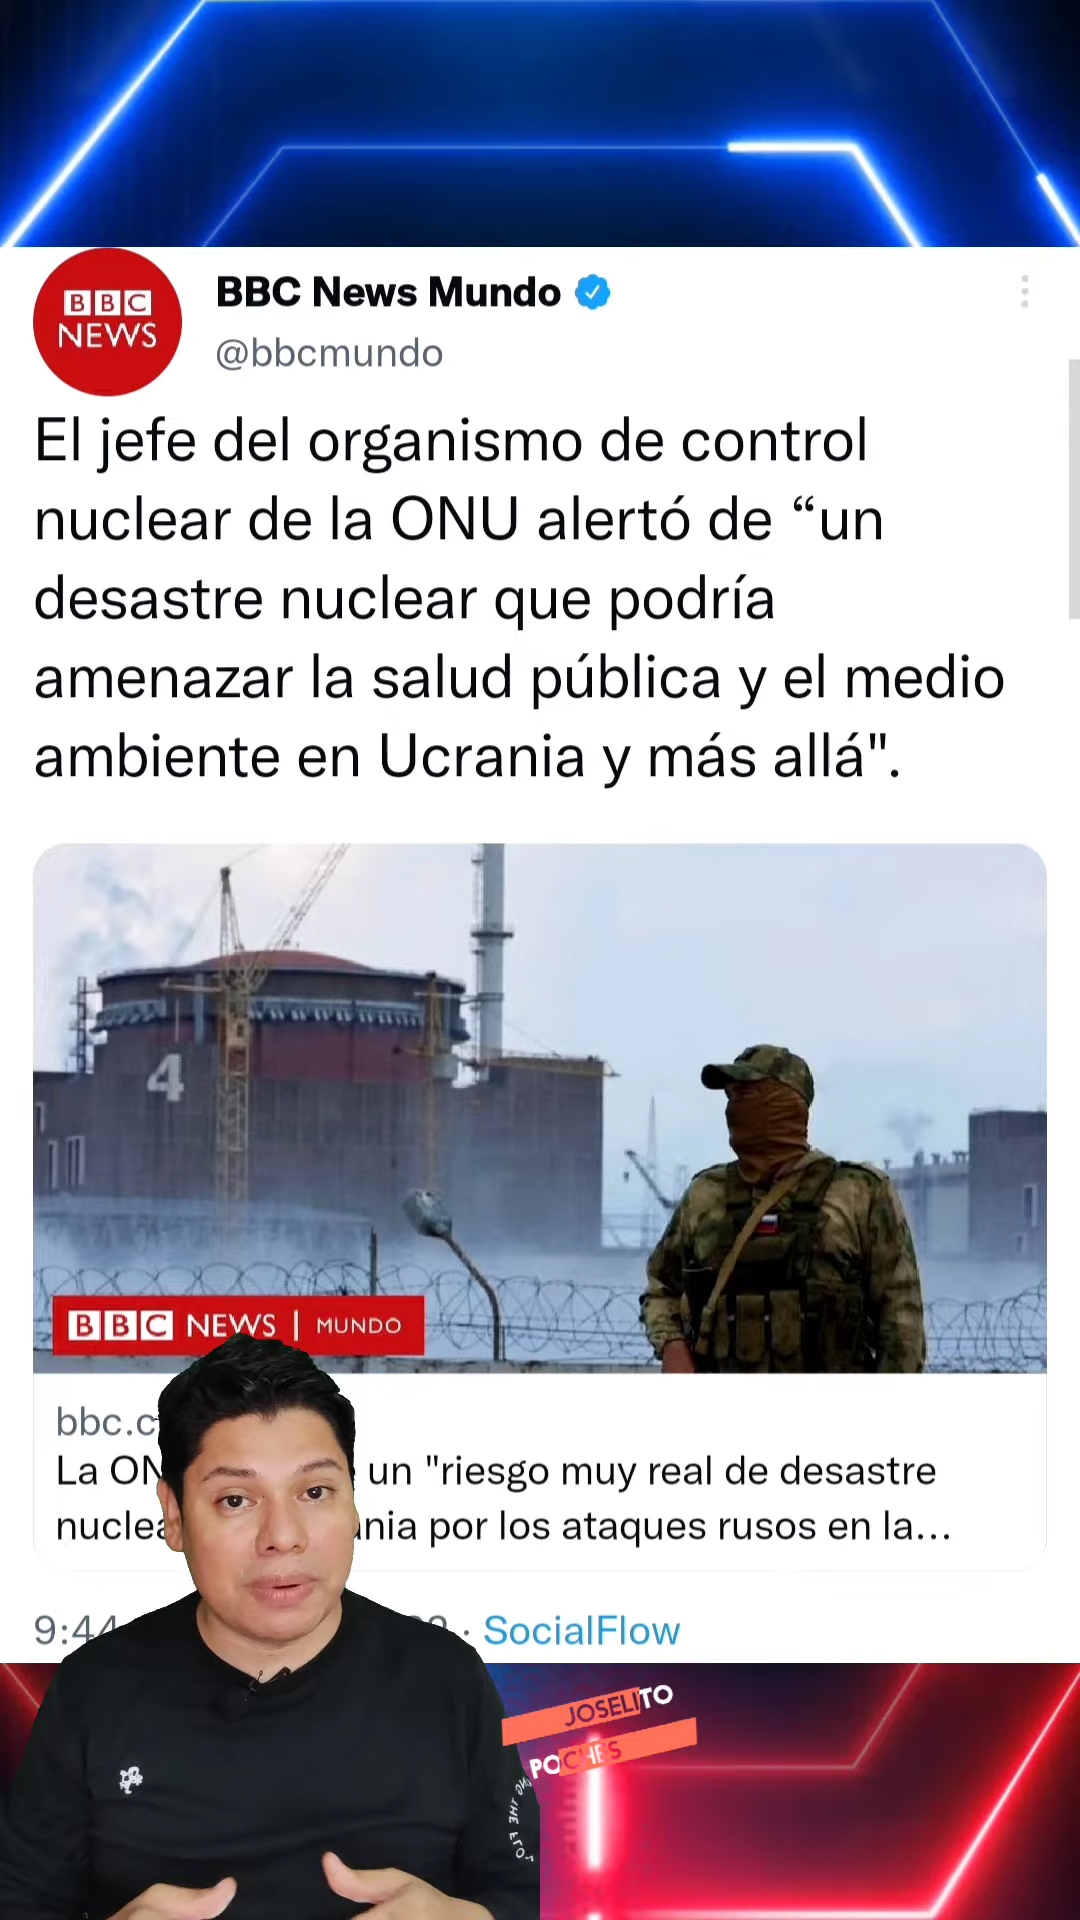 BBC
NEWS
BBC News Mundo
@bbcmundo
El jefe del organismo de control
nuclear de la ONU alertó de “un
desastre nuclear que podría
amenazar la salud pública y el medio
ambiente en Ucrania y más allá".
4
BBC NEWS | MUNDO
La un "riesgo muy real de desastre
por los ataques rusos en la...
· SocialFlow
JOSELITO
POCHES